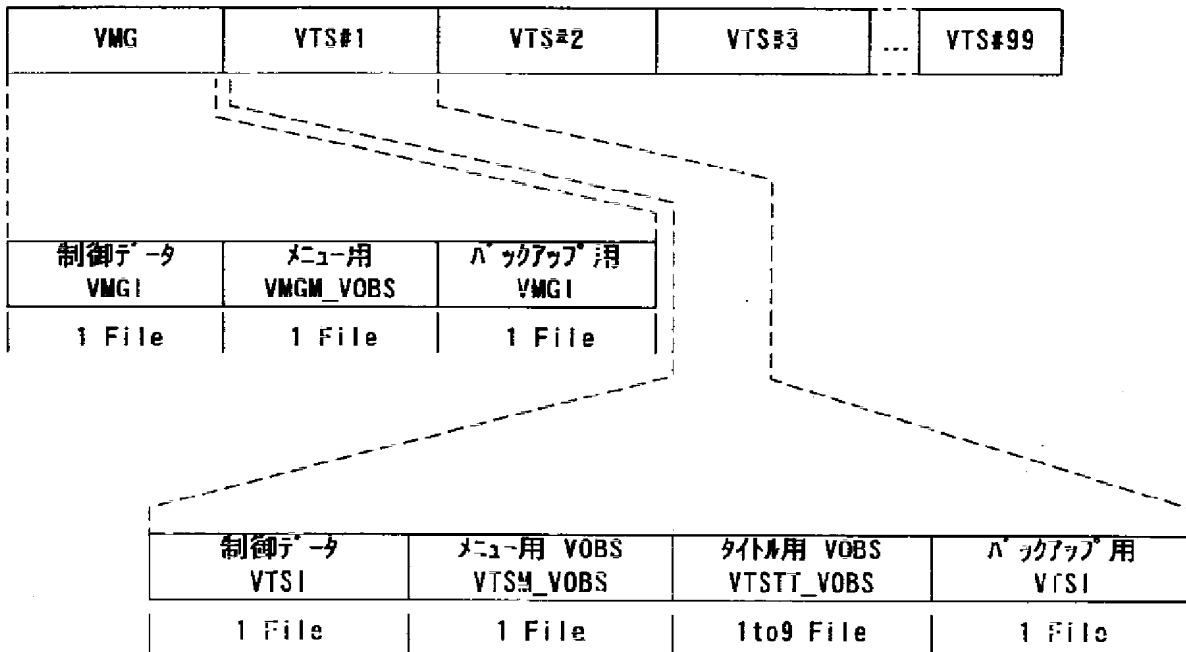 VMG VTS#1 VTS#2 VTS#3 ... VTS#99
制御データ メニュー用 バックアップ用
VMGI VMGM_VOBS VMGI
1 File 1 File 1 File
制御データ メニュー用 VOBS タイトル用 VOBS バックアップ用
VTSI VTSM_VOBS VTSTT_VOBS VTSI
1 File 1 File 1to9 File 1 File